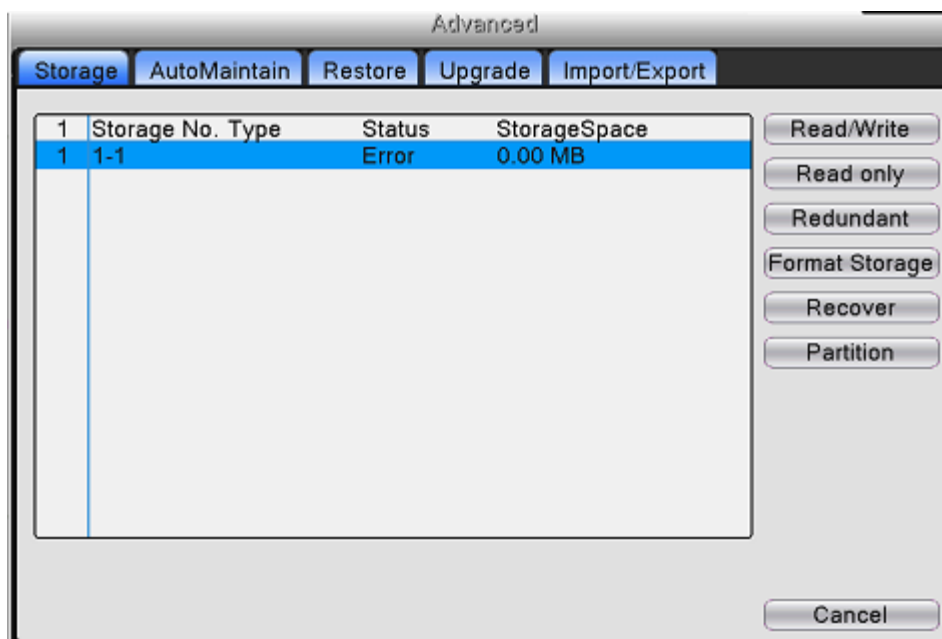 Advanced
Storage AutoMaintain Restore Upgrade Import/Export
1 Storage No. Type Status StorageSpace
1 1-1 Error 0.00 MB
Read/Write
Read only
Redundant
Format Storage
Recover
Partition
Cancel